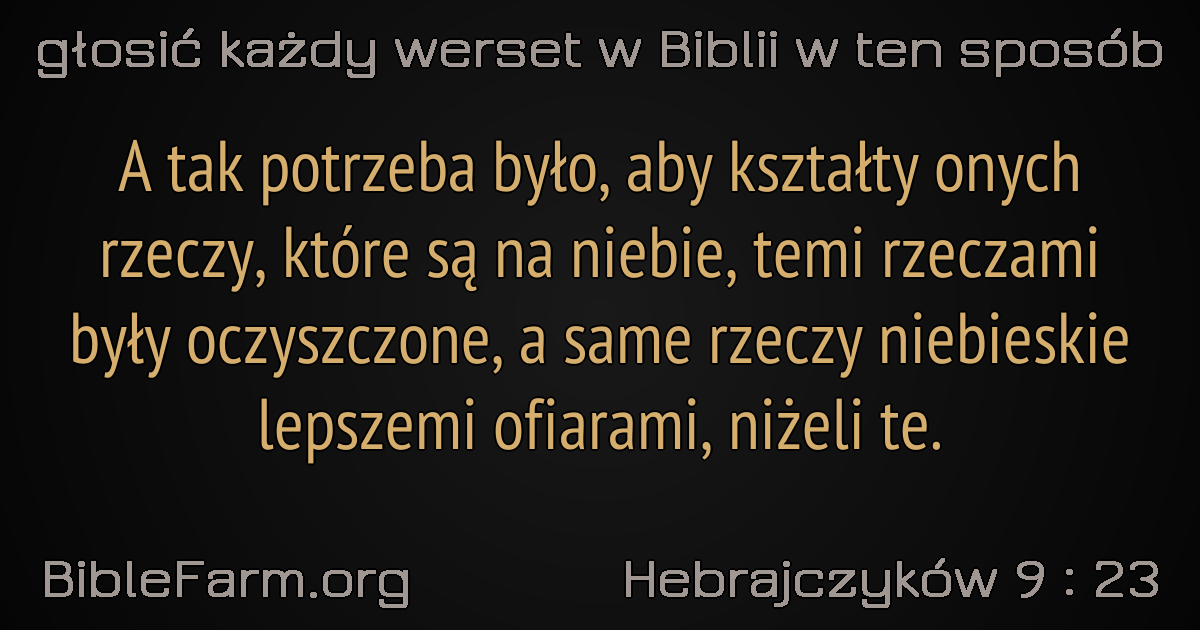 głosić każdy werset w Biblii w ten sposób
A tak potrzeba było, aby kształty onych
rzeczy, które są na niebie, temi rzeczami
były oczyszczone, a same rzeczy niebieskie
lepszemi ofiarami, niżeli te.
BibleFarm.org
Hebrajczyków 9 : 23